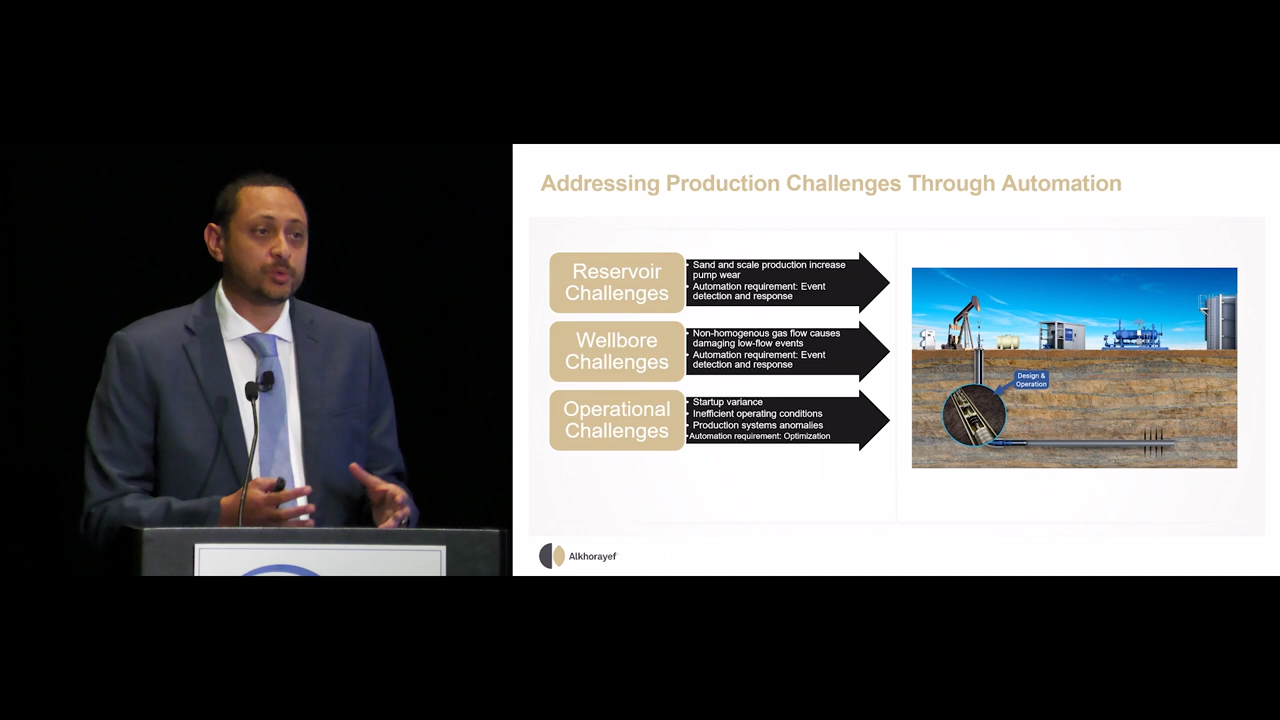 Addressing Production Challenges Through Automation
Reservoir
Challenges
• Sand and scale production increase
pump wear
• Automation requirement: Event
detection and response
Wellbore
Challenges
• Non-homogenous gas flow causes
damaging low-flow events
• Automation requirement: Event
detection and response
Operational
Challenges
• Startup variance
• Inefficient operating conditions
• Production systems anomalies
• Automation requirement: Optimization
Design &
Operation
Alkhorayef